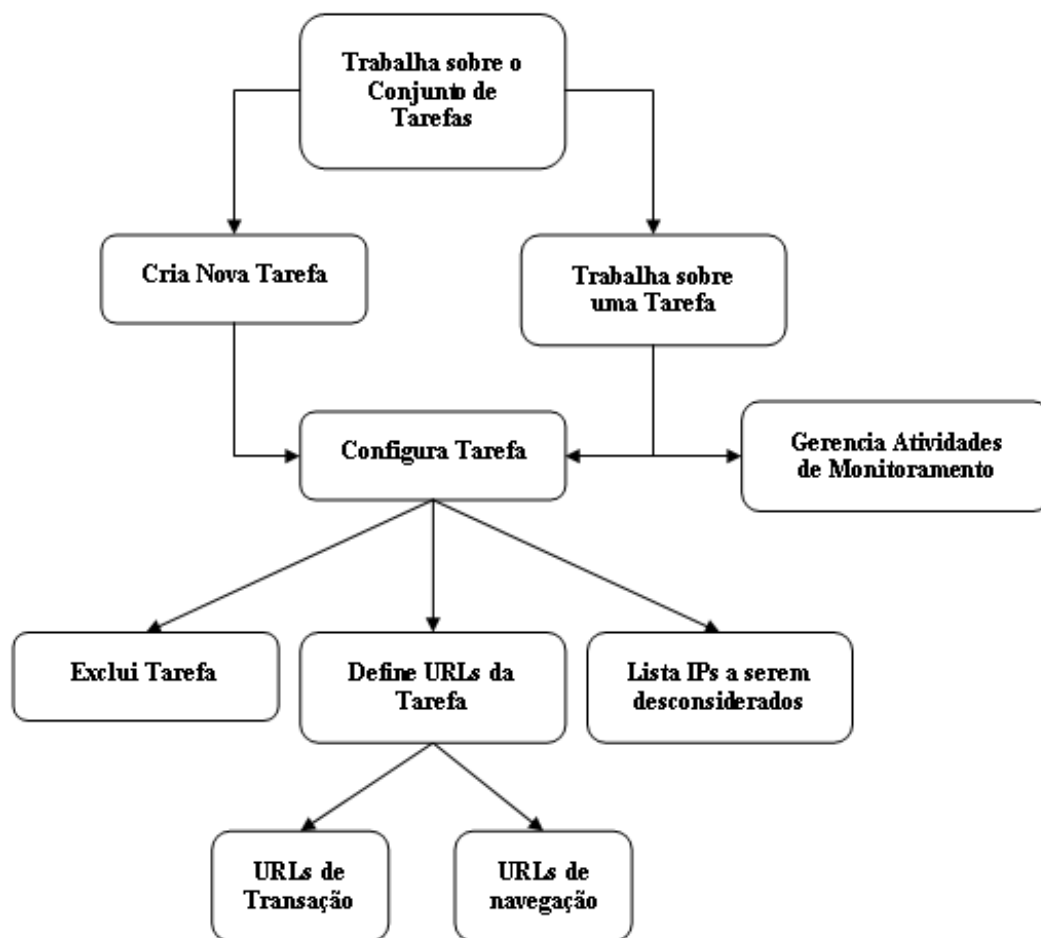 Trabalha sobre o
Conjunto de
Tarefas
Cria Nova Tarefa
Trabalha sobre
uma Tarefa
Configura Tarefa
Gerencia Atividades
de Monitoramento
Exclui Tarefa
Define URLs da
Tarefa
Lista IPs a serem
desconsiderados
URLs de
Transação
URLs de
navegação